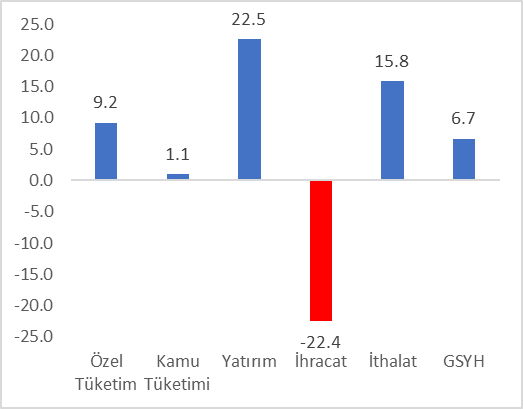 25.0
20.0
15.0
10.0
5.0
0.0
-5.0
-10.0
-15.0
-20.0
-25.0
9.2
1.1
22.5
-22.4
15.8
6.7
Özel
Tüketim
Kamu
Tüketimi
Yatırım
İhracat
İthalat
GSYH